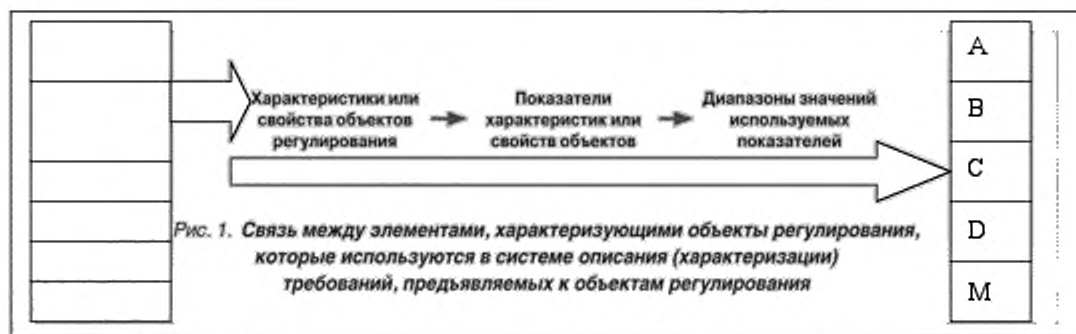 Характеристики или
свойства объектов
регулирования
Показатели
характеристик или
свойств объектов
Диапазоны значений
используемых
показателей
A
B
C
D
M
Рис. 1. Связь между элементами, характеризующими объекты регулирования,
которые используются в системе описания (характеризации)
требований, предъявляемых к объектам регулирования